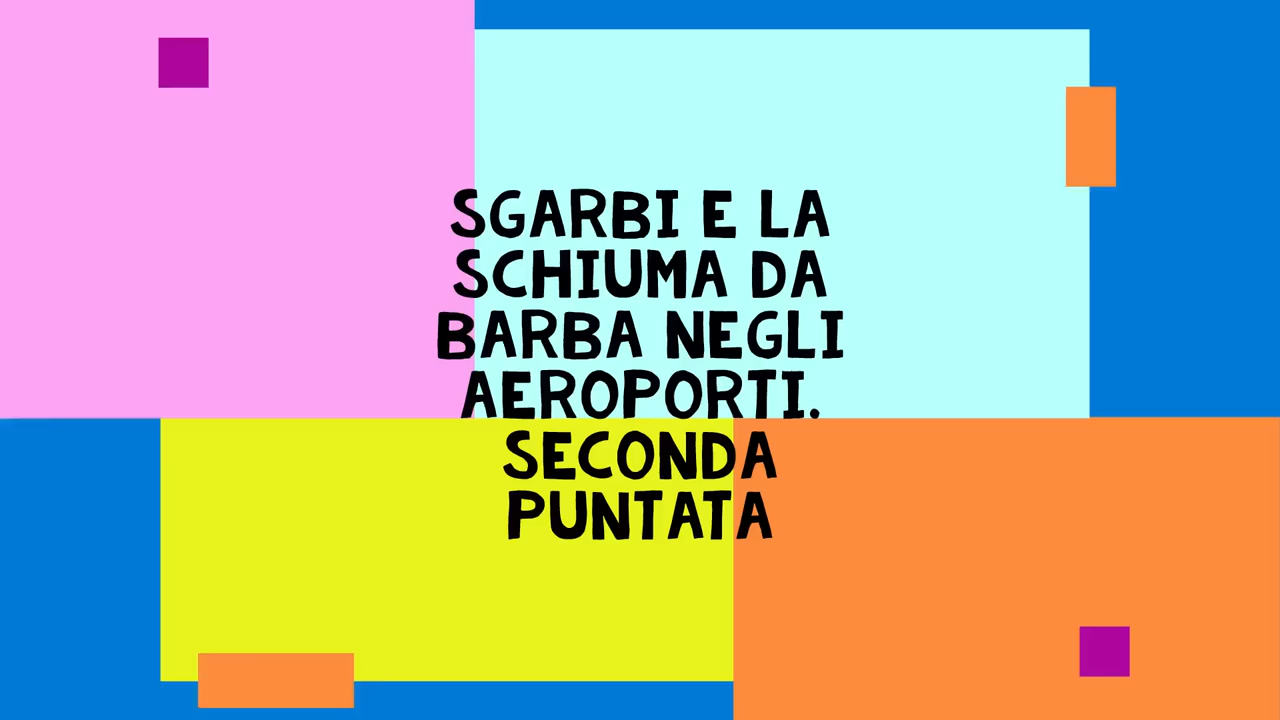 SGARBI E LA
SCHIUMA DA
BARBA NEGLI
AEROPORTI.
SECONDA
PUNTATA